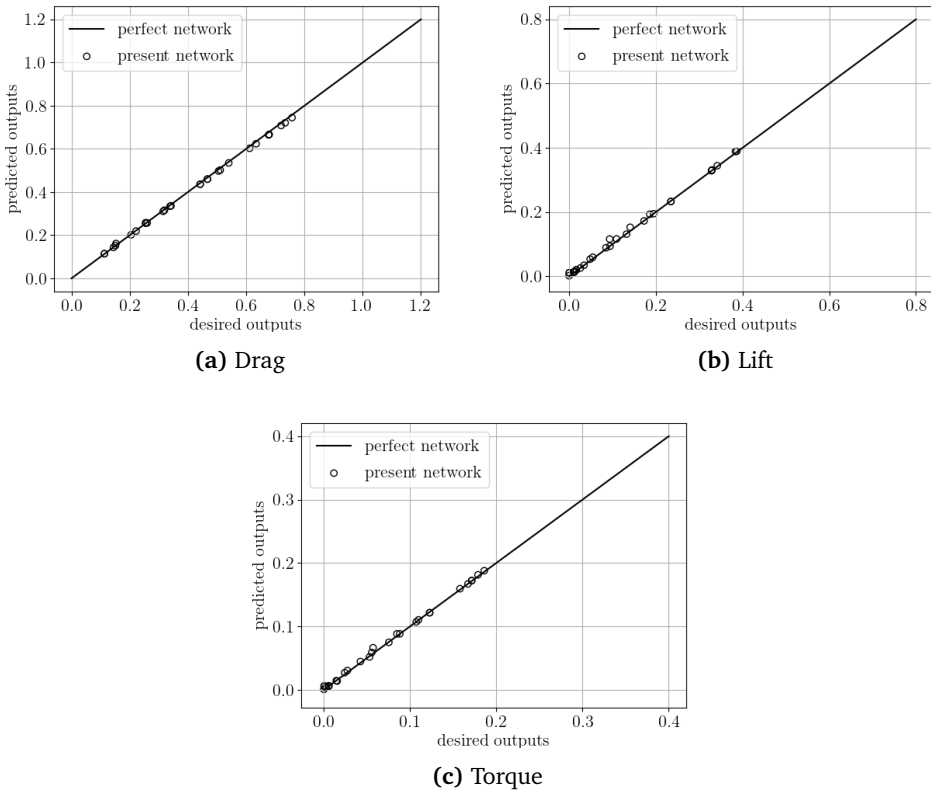 1.2
1.0
0.8
0.6
0.4
0.2
0.0
predicted outputs
perfect network
present network
0.0 0.2 0.4 0.6 0.8 1.0 1.2
desired outputs
(a) Drag
0.8
0.6
0.4
0.2
0.0
predicted outputs
perfect network
present network
0.0 0.2 0.4 0.6 0.8
desired outputs
(b) Lift
0.4
0.3
0.2
0.1
0.0
predicted outputs
perfect network
present network
0.0 0.1 0.2 0.3 0.4
desired outputs
(c) Torque